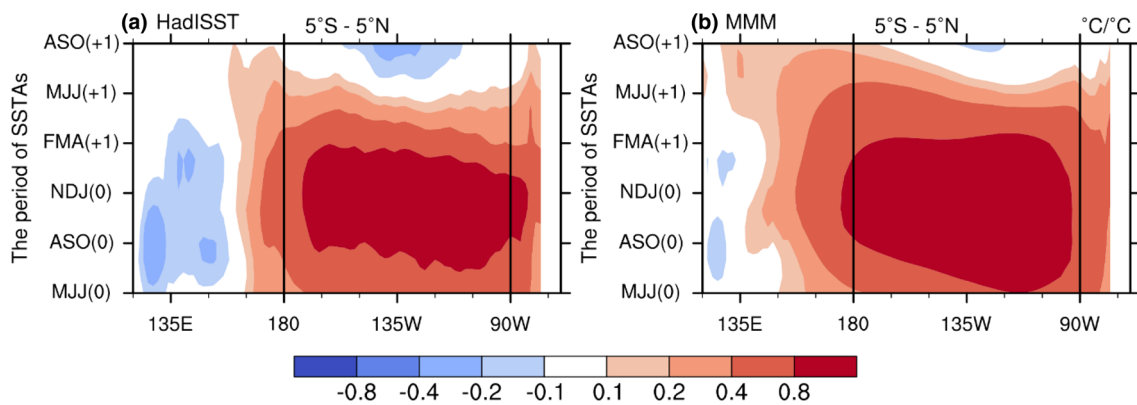 (a) HadISST 5°S - 5°N
The period of SSTAs
ASO(+1)
MJJ(+1)
FMA(+1)
NDJ(0)
ASO(0)
MJJ(0)
135E 180 135W 90W
(b) MMM 5°S - 5°N °C/°C
The period of SSTAs
ASO(+1)
MJJ(+1)
FMA(+1)
NDJ(0)
ASO(0)
MJJ(0)
135E 180 135W 90W
-0.8 -0.4 -0.2 -0.1 0.1 0.2 0.4 0.8